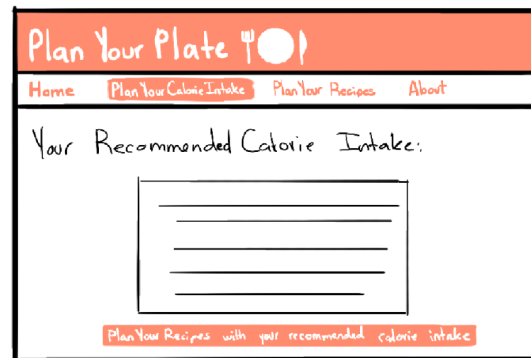 Plan Your Plate
Home Plan Your Calorie Intake Plan Your Recipes About
Your Recommended Calorie Intake:
Plan Your Recipes with your recommended calorie intake